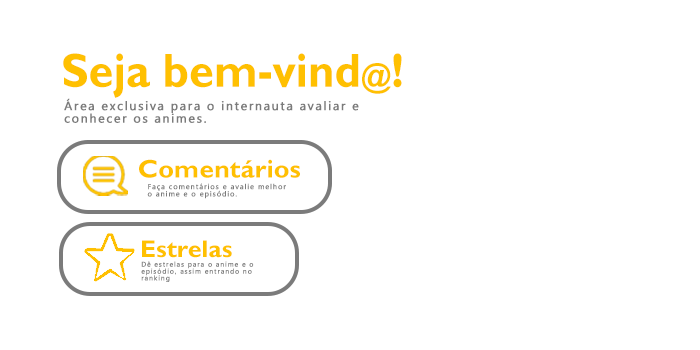 Seja bem-vind@!
Área exclusiva para o internauta avaliar e
conhecer os animes.
Comentários
Faça comentários e avalie melhor
o anime e o episódio.
Estrelas
Dê estrelas para o anime e o
episódio, assim entrando no
ranking